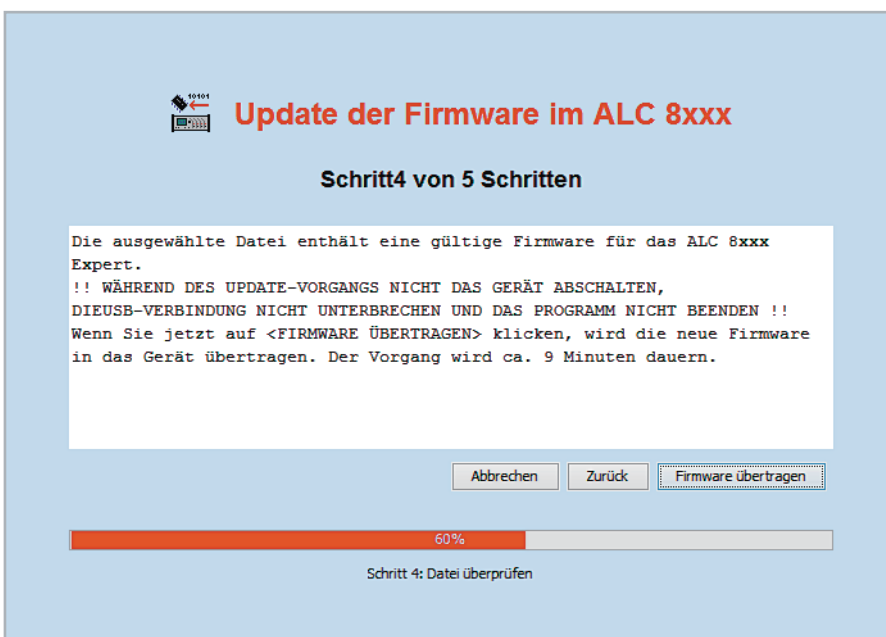 10101
Update der Firmware im ALC 8xxx
Schritt4 von 5 Schritten
Die ausgewählte Datei enthält eine gültige Firmware für das ALC 8xxx
Expert.
!! WÄHREND DES UPDATE-VORGANGS NICHT DAS GERÄT ABSCHALTEN,
DIEUSB-VERBINDUNG NICHT UNTERBRECHEN UND DAS PROGRAMM NICHT BEENDEN !!
Wenn Sie jetzt auf <FIRMWARE ÜBERTRAGEN> klicken, wird die neue Firmware
in das Gerät übertragen. Der Vorgang wird ca. 9 Minuten dauern.
Abbrechen Zurück Firmware übertragen
60%
Schritt 4: Datei überprüfen